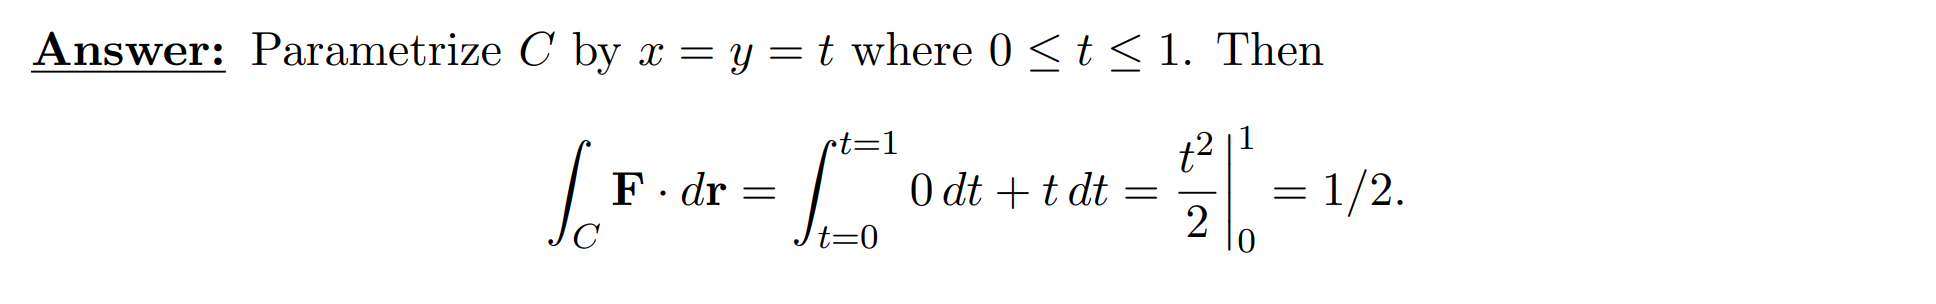 Answer: Parametrize C by x = y = t where 0 ≤ t ≤ 1. Then
∫_C F · dr = ∫_{t=0}^{t=1} 0 dt + t dt = t²/2 |_0^1 = 1/2.